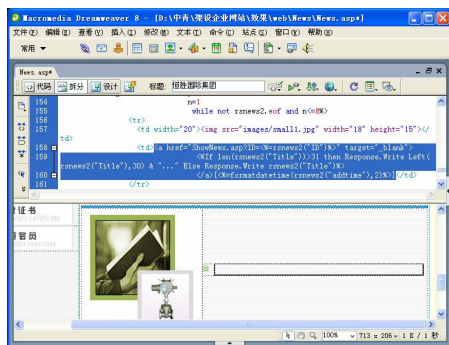 Macromedia Dreamweaver 8 - [D:\中青\架设企业网站\效果\web\News\News.asp*]
文件(F) 编辑(E) 查看(V) 插入(I) 修改(M) 文本(T) 命令(C) 站点(S) 窗口(W) 帮助(H)
常用
News.asp*
代码 拆分 设计 标题: 恒胜国际集团
154 n=1
155 while not rsnews2.eof and n<=8%>
156 <tr>
157 <td width="20"><img src="images/small1.jpg" width="18" height="15"></
td>
158 <td><a href="ShowNews.asp?ID=<%=rsnews2("ID")%>" target="_blank">
159 <%If len(rsnews2("Title"))>31 then Response.Write Left(
rsnews2("Title"),30) & "..." Else Response.Write rsnews2("Title")%>
160 </a>[<%=formatdatetime(rsnews2("addtime"),2)%>]</td>
161 </tr>
证书
certificate
member
100% 713 x 206 1 K / 1 秒